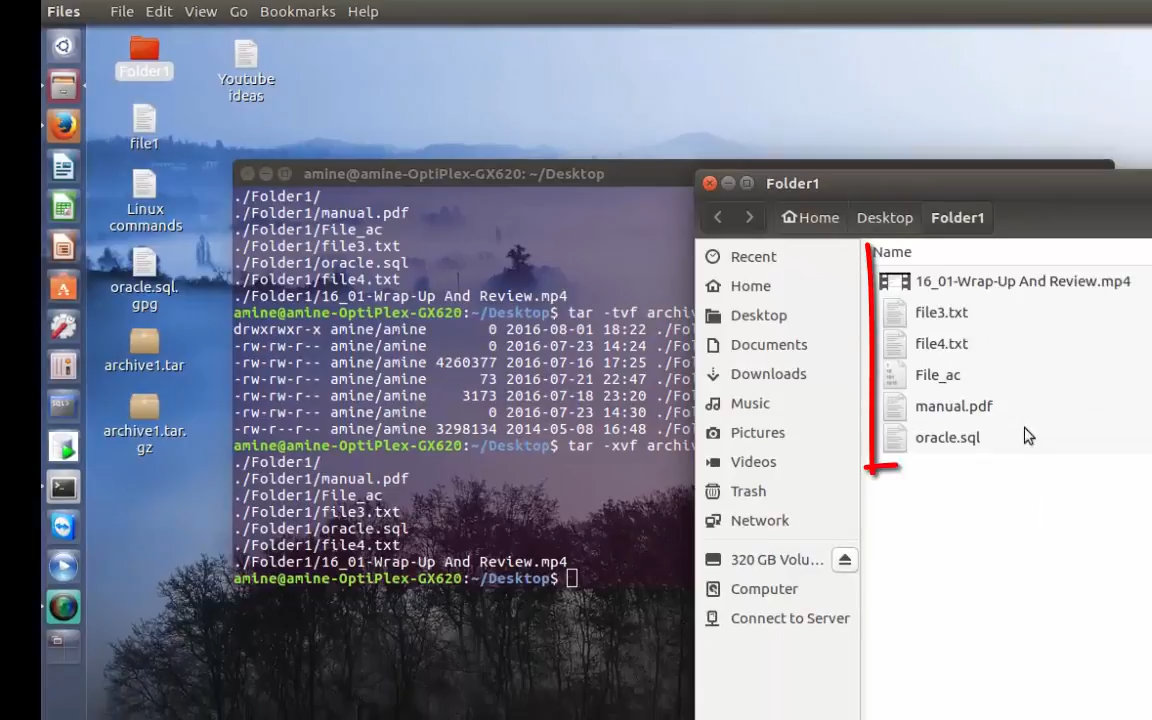 Files File Edit View Go Bookmarks Help
Folder1
Youtube
ideas
file1
Linux
commands
oracle.sql.
gpg
archive1.tar
archive1.tar.
gz
amine@amine-OptiPlex-GX620: ~/Desktop
./Folder1/
./Folder1/manual.pdf
./Folder1/File_ac
./Folder1/file3.txt
./Folder1/oracle.sql
./Folder1/file4.txt
./Folder1/16_01-Wrap-Up And Review.mp4
amine@amine-OptiPlex-GX620:~/Desktop$ tar -tvf archiv
drwxrwxr-x amine/amine 0 2016-08-01 18:22 ./Fo
-rw-rw-r-- amine/amine 0 2016-07-23 14:24 ./Fo
-rw-rw-r-- amine/amine 4260377 2016-07-16 17:25 ./Fo
-rw-rw-r-- amine/amine 73 2016-07-21 22:47 ./Fo
-rw-rw-r-- amine/amine 3173 2016-07-18 23:20 ./Fo
-rw-rw-r-- amine/amine 0 2016-07-23 14:30 ./Fo
-rw-rw-r-- amine/amine 3298134 2014-05-08 16:48 ./Fo
amine@amine-OptiPlex-GX620:~/Desktop$ tar -xvf archiv
./Folder1/
./Folder1/manual.pdf
./Folder1/File_ac
./Folder1/file3.txt
./Folder1/oracle.sql
./Folder1/file4.txt
./Folder1/16_01-Wrap-Up And Review.mp4
amine@amine-OptiPlex-GX620:~/Desktop$
Folder1
Home Desktop Folder1
Recent
Home
Desktop
Documents
Downloads
Music
Pictures
Videos
Trash
Network
320 GB Volu...
Computer
Connect to Server
Name
16_01-Wrap-Up And Review.mp4
file3.txt
file4.txt
File_ac
manual.pdf
oracle.sql